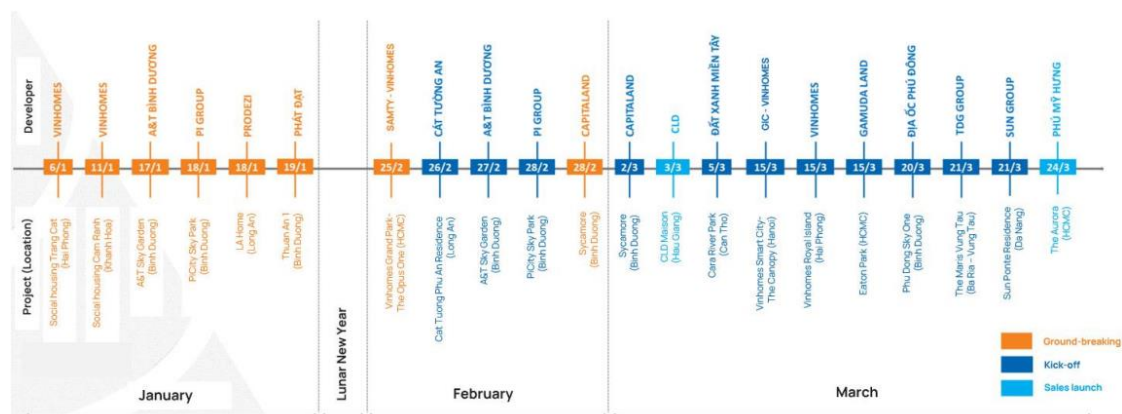 Developer
VINHOMES
VINHOMES
A&T BÌNH DƯƠNG
PI GROUP
PRODEZI
PHÁT ĐẠT
SAMTY - VINHOMES
CÁT TƯỜNG AN
A&T BÌNH DƯƠNG
PI GROUP
CAPITALAND
CAPITALAND
CLD
ĐẤT XANH MIỀN TÂY
GIC - VINHOMES
VINHOMES
GAMUDA LAND
ĐỊA ỐC PHÚ ĐÔNG
TDG GROUP
SUN GROUP
PHÚ MỸ HƯNG
6/1
11/1
17/1
18/1
18/1
19/1
25/2
26/2
27/2
28/2
28/2
2/3
3/3
5/3
15/3
15/3
15/3
20/3
21/3
21/3
24/3
Project (Location)
Social housing Trang Cat
(Hai Phong)
Social housing Cam Ranh
(Khanh Hoa)
A&T Sky Garden
(Binh Duong)
PiCity Sky Park
(Binh Duong)
LA Home
(Long An)
Thuan An 1
(Binh Duong)
Vinhomes Grand Park-
The Opus One (HCMC)
Cat Tuong Phu An Residence
(Long An)
A&T Sky Garden
(Binh Duong)
PiCity Sky Park
(Binh Duong)
Sycamore
(Binh Duong)
Sycamore
(Binh Duong)
CLD Maison
(Hau Giang)
Cara River Park
(Can Tho)
Vinhomes Smart City-
The Canopy (Hanoi)
Vinhomes Royal Island
(Hai Phong)
Eaton Park (HCMC)
Phu Dong Sky One
(Binh Duong)
The Maris Vung Tau
(Ba Ria - Vung Tau)
Sun Ponte Residence
(Da Nang)
The Aurora
(HCMC)
Ground-breaking
Kick-off
Sales launch
January
Lunar New Year
February
March